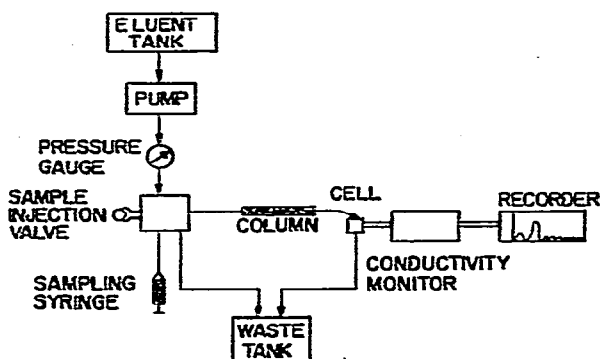 ELUENT
TANK
PUMP
PRESSURE
GAUGE
SAMPLE
INJECTION
VALVE
COLUMN
CELL
RECORDER
CONDUCTIVITY
MONITOR
SAMPLING
SYRINGE
WASTE
TANK